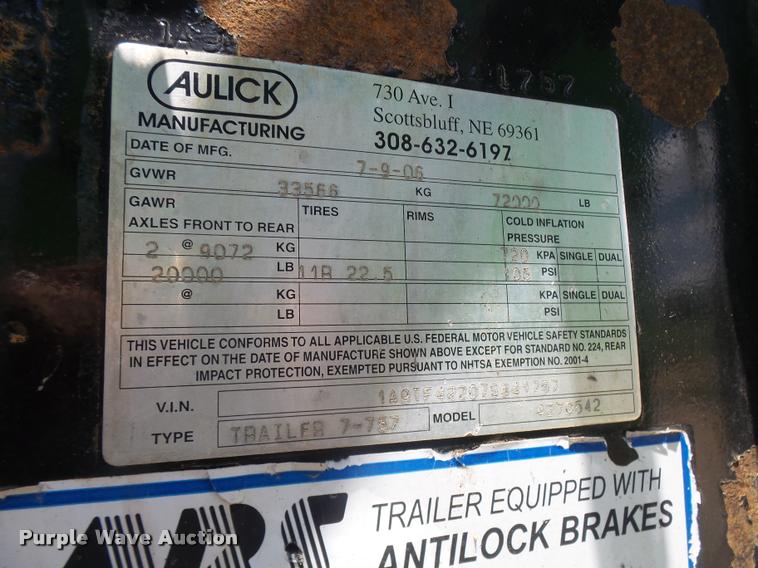 AULICK
MANUFACTURING
730 Ave. I
Scottsbluff, NE 69361
308-632-6197
DATE OF MFG. 7-9-06
GVWR 33566 KG 72000 LB
GAWR
AXLES FRONT TO REAR
TIRES
RIMS
COLD INFLATION
PRESSURE
2 @ 9072 KG
20000 LB
11R 22.5
KPA SINGLE DUAL
105 PSI
@ KG
LB
KPA SINGLE DUAL
PSI
THIS VEHICLE CONFORMS TO ALL APPLICABLE U.S. FEDERAL MOTOR VEHICLE SAFETY STANDARDS
IN EFFECT ON THE DATE OF MANUFACTURE SHOWN ABOVE EXCEPT FOR STANDARD NO. 224, REAR
IMPACT PROTECTION, EXEMPTED PURSUANT TO NHTSA EXEMPTION NO. 2001-4
V.I.N.
TYPE TRAILER 7-787
MODEL
ABS
TRAILER EQUIPPED WITH
ANTILOCK BRAKES
Purple Wave Auction